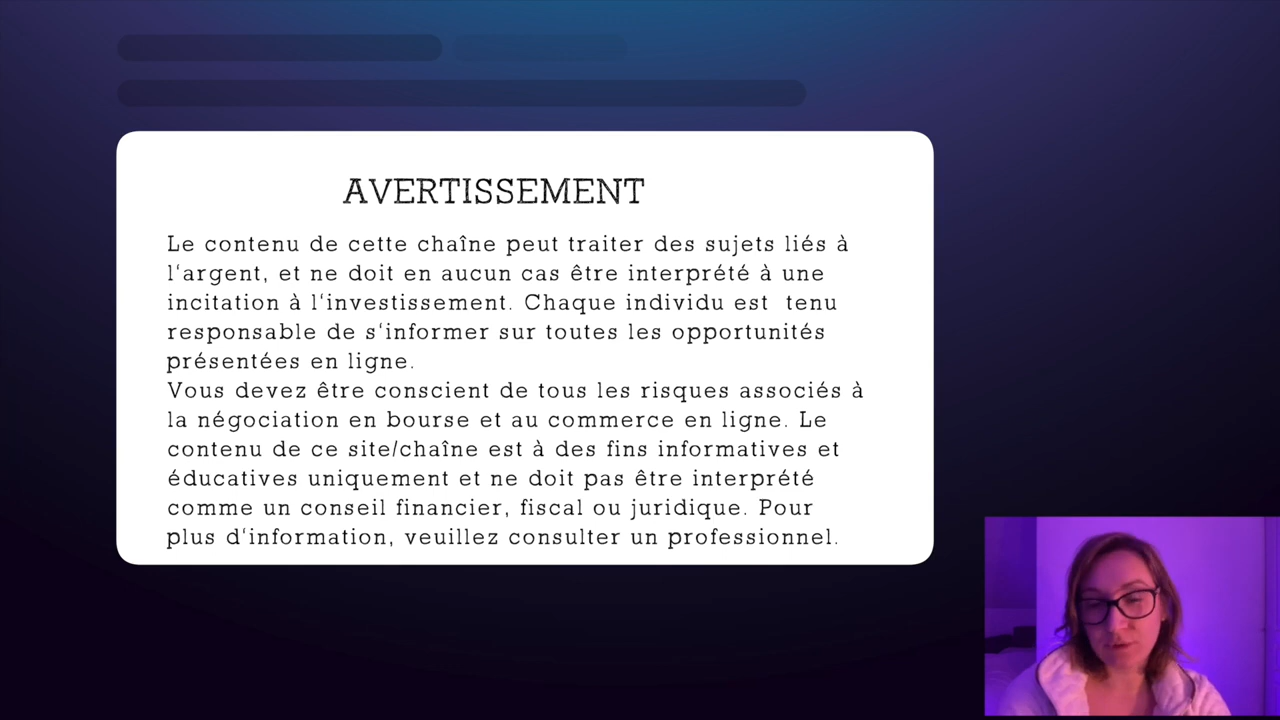 AVERTISSEMENT
Le contenu de cette chaîne peut traiter des sujets liés à
l'argent, et ne doit en aucun cas être interprété à une
incitation à l'investissement. Chaque individu est  tenu
responsable de s'informer sur toutes les opportunités
présentées en ligne.
Vous devez être conscient de tous les risques associés à
la négociation en bourse et au commerce en ligne. Le
contenu de ce site/chaîne est à des fins informatives et
éducatives uniquement et ne doit pas être interprété
comme un conseil financier, fiscal ou juridique. Pour
plus d'information, veuillez consulter un professionnel.